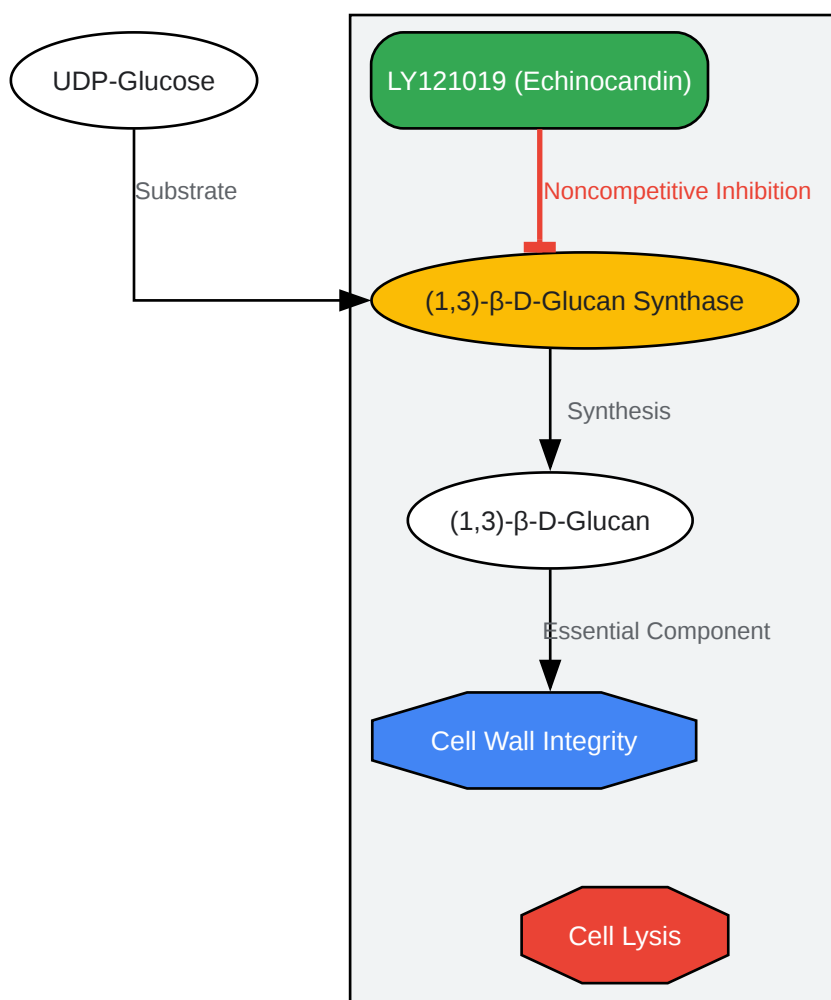 UDP-Glucose
LY121019 (Echinocandin)
Substrate
Noncompetitive Inhibition
(1,3)-β-D-Glucan Synthase
Synthesis
(1,3)-β-D-Glucan
Essential Component
Cell Wall Integrity
Cell Lysis